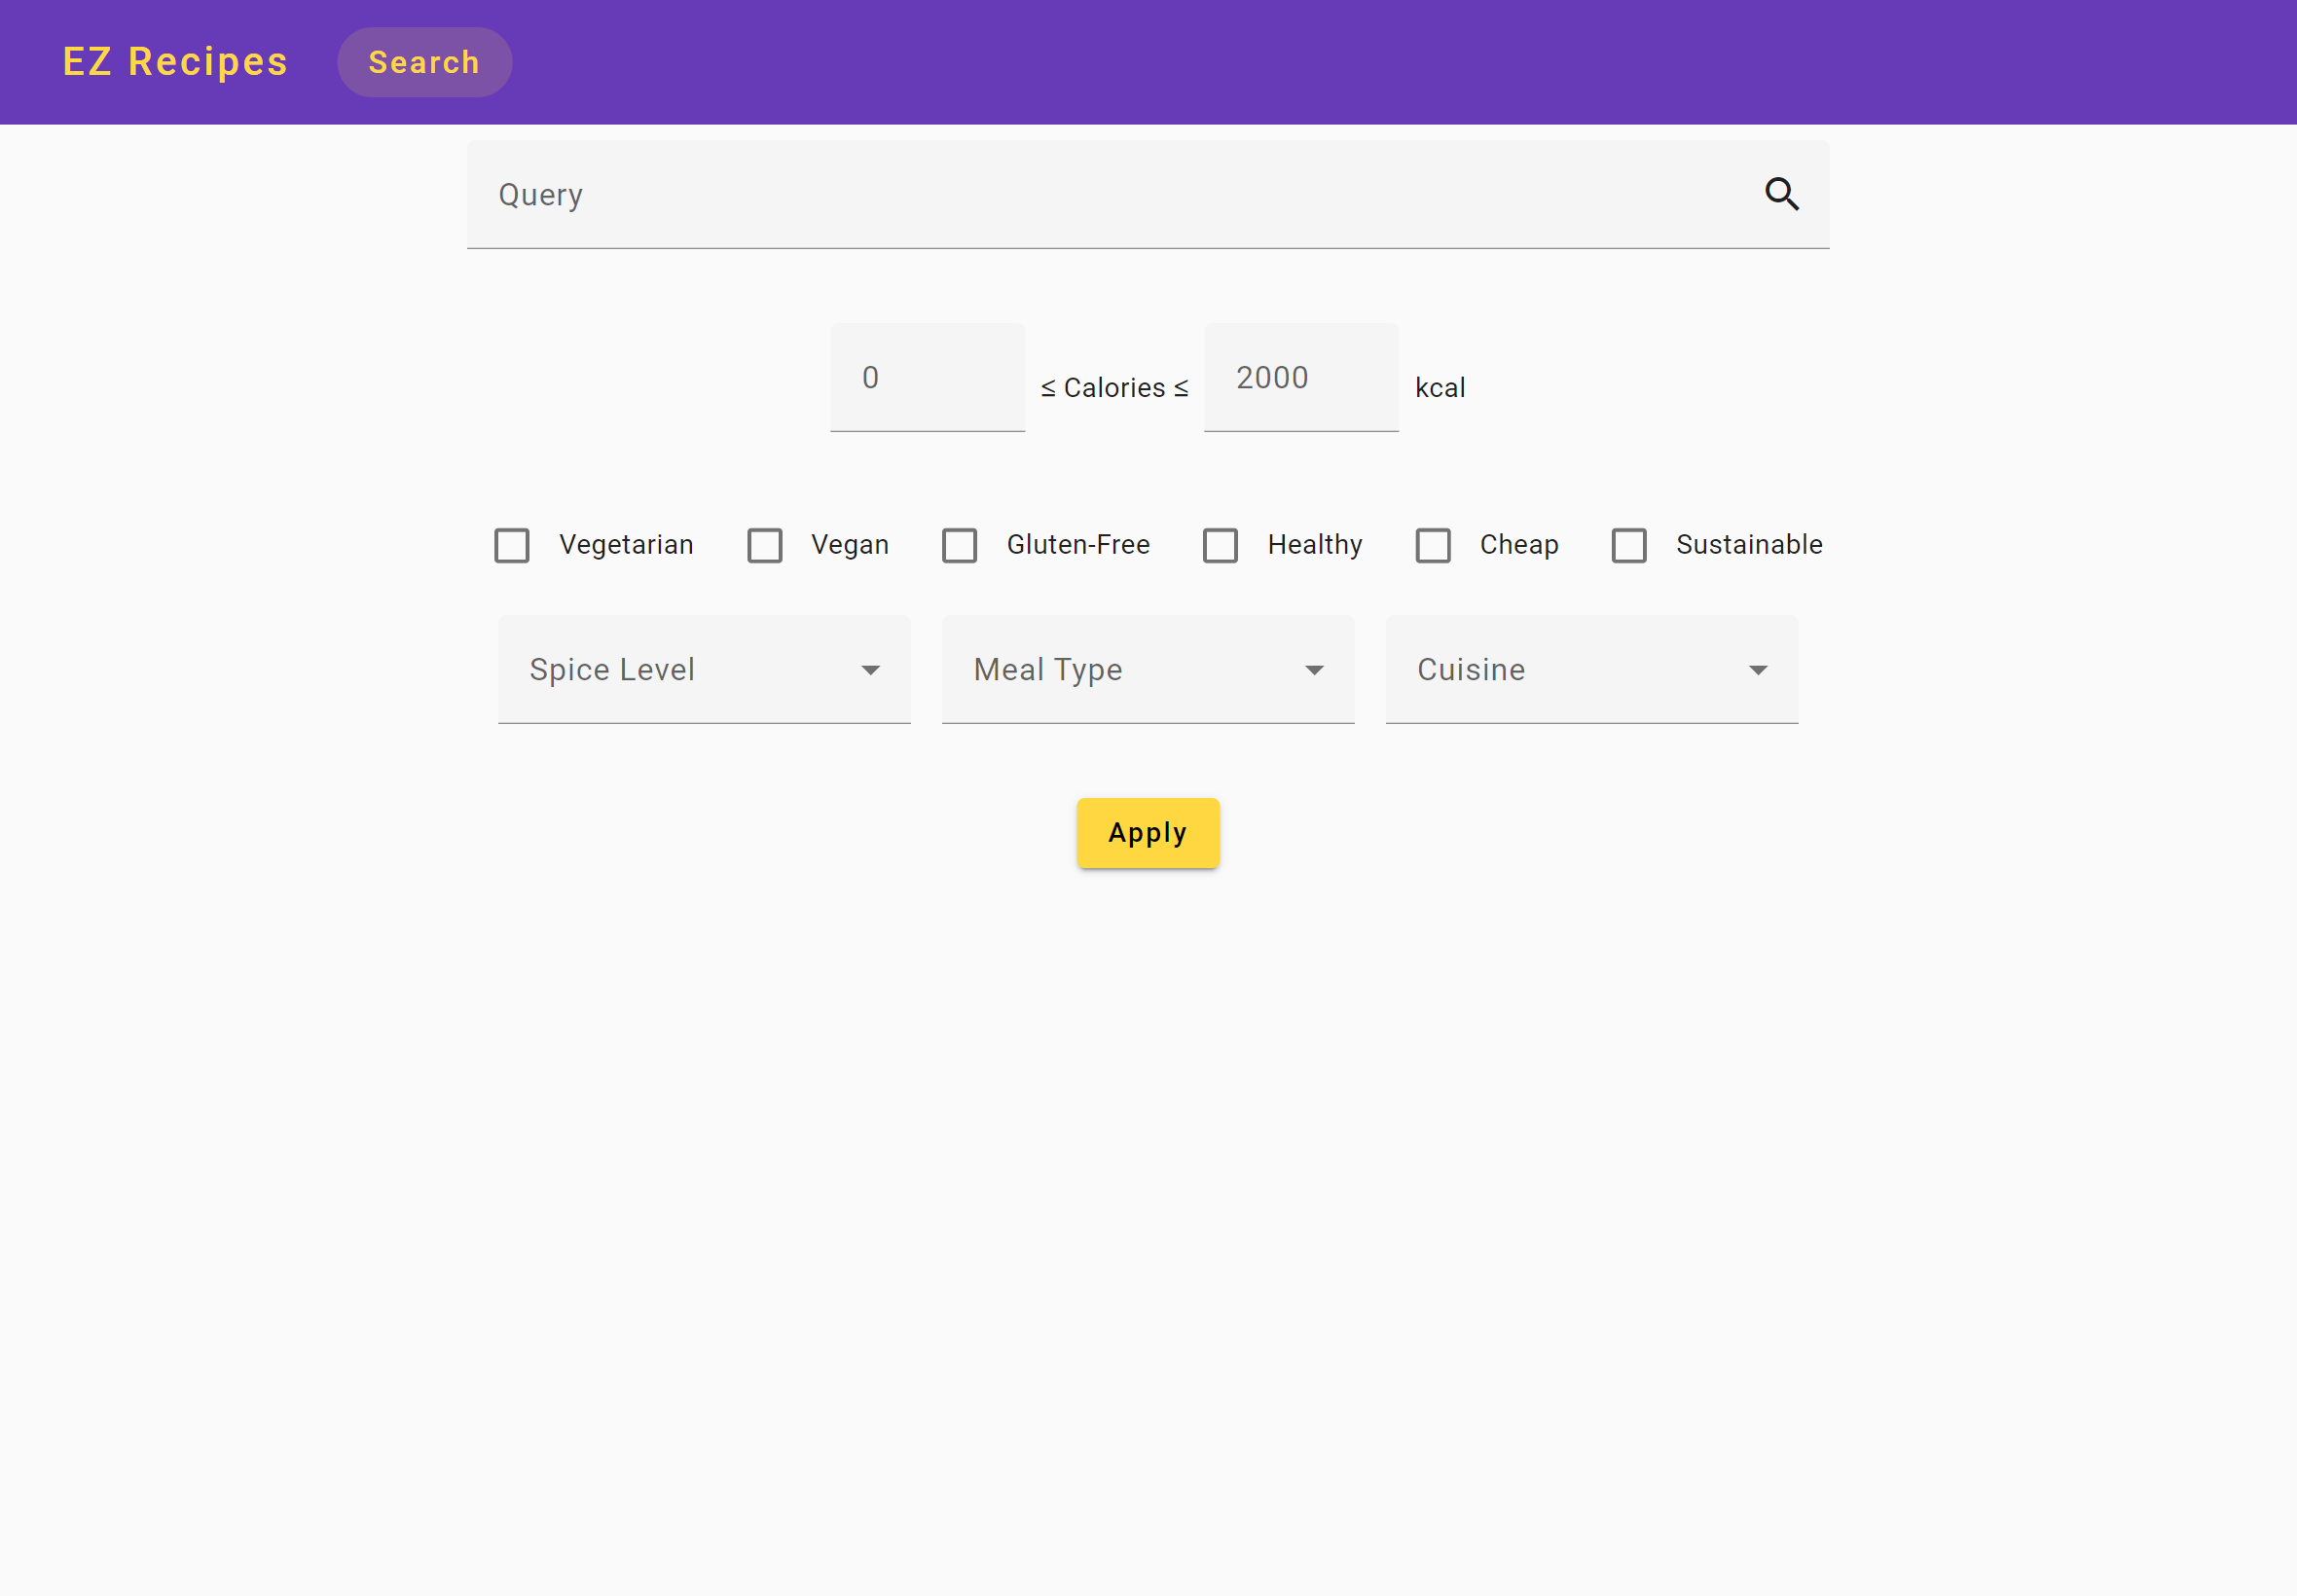 EZ Recipes Search
Query
0 ≤ Calories ≤ 2000 kcal
Vegetarian Vegan Gluten-Free Healthy Cheap Sustainable
Spice Level Meal Type Cuisine
Apply